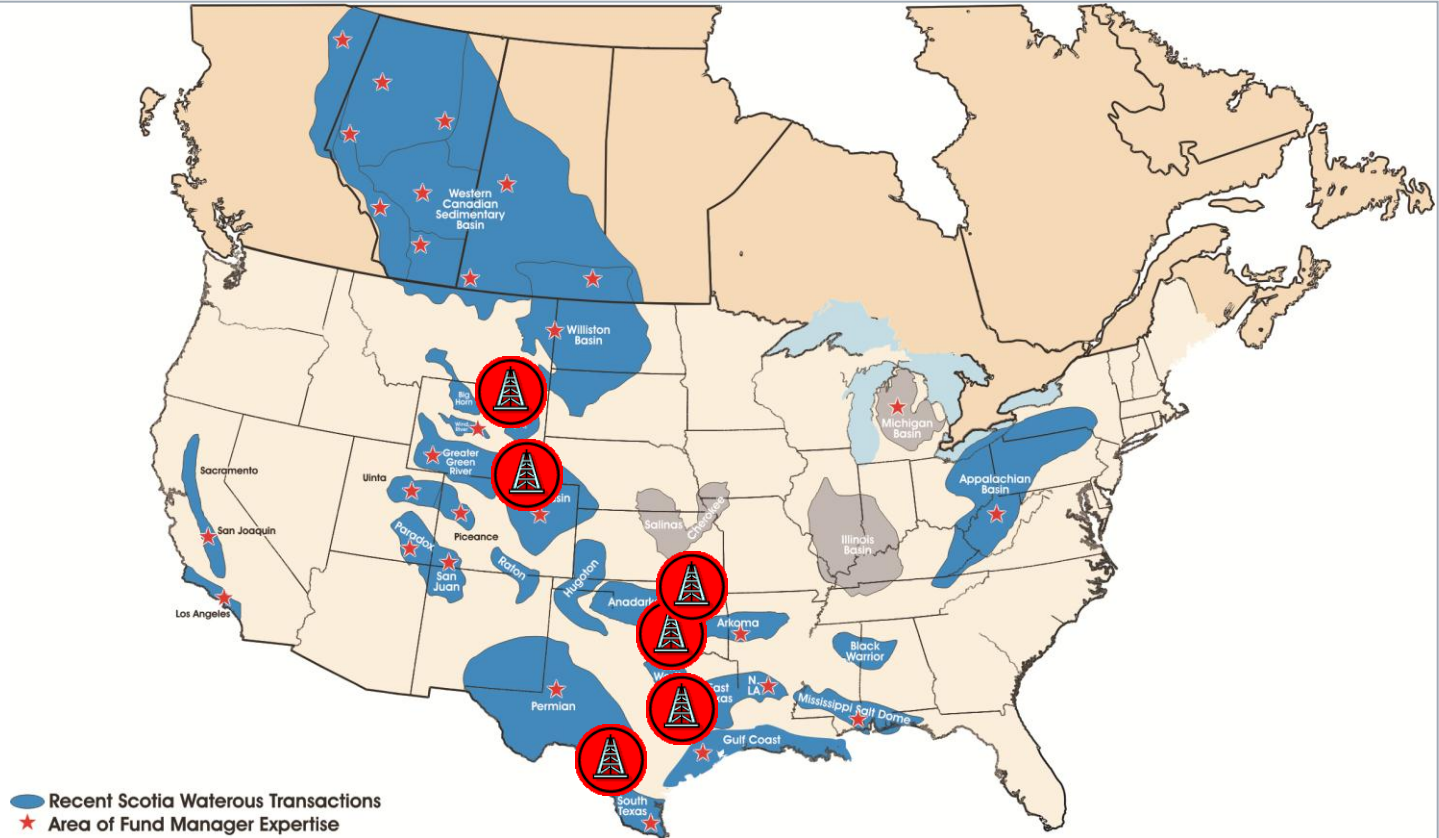 Western
Canadian
Sedimentary
Basin
Williston
Basin
Big
Horn
Wind
River
Greater
Green
River
Michigan
Basin
Appalachian
Basin
Sacramento
Uinta
San Joaquin
Piceance
Paradox
San
Juan
Raton
Hugoton
Salinas
Cherokee
Illinois
Basin
Los Angeles
Arkoma
Black
Warrior
Permian
N
LA
Mississippi Salt Dome
Gulf Coast
South
Texas
Recent Scotia Waterous Transactions
Area of Fund Manager Expertise